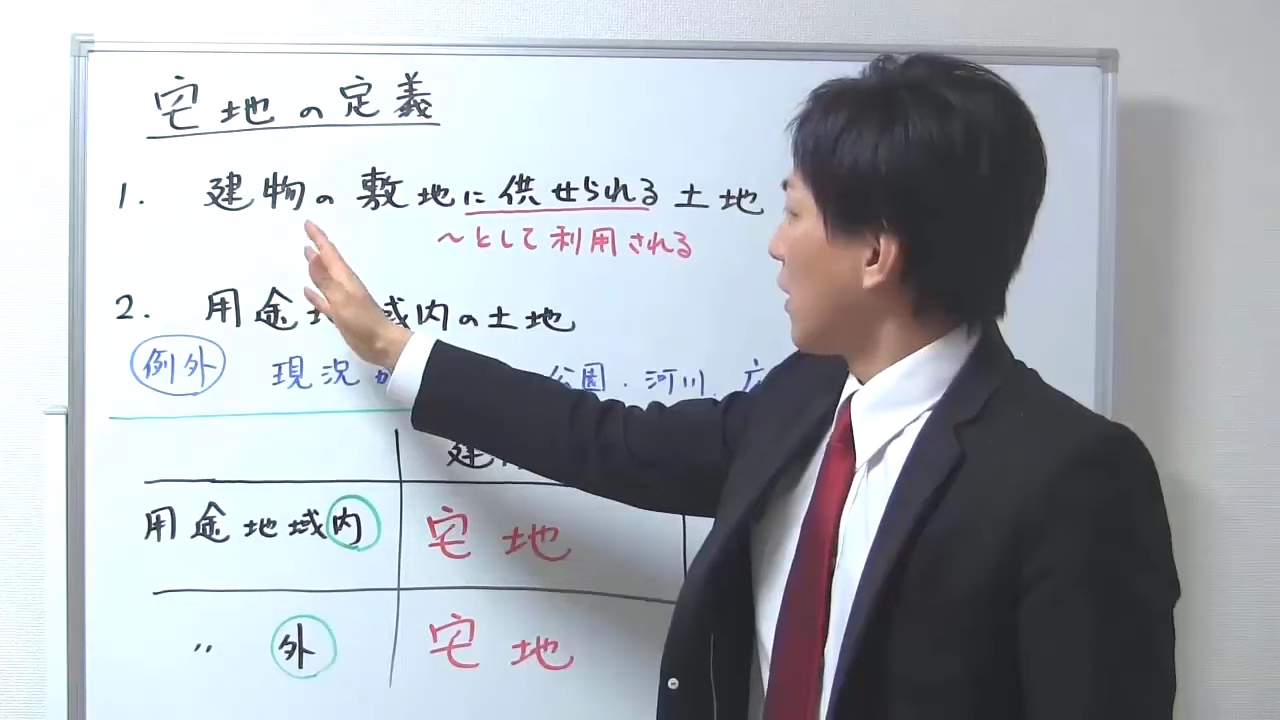 宅地の定義
1. 建物の敷地に供せられる土地
～として利用される
2. 用途地域内の土地
例外 現況が 公園・河川、広
建
用途地域内 宅地
〃 外 宅地